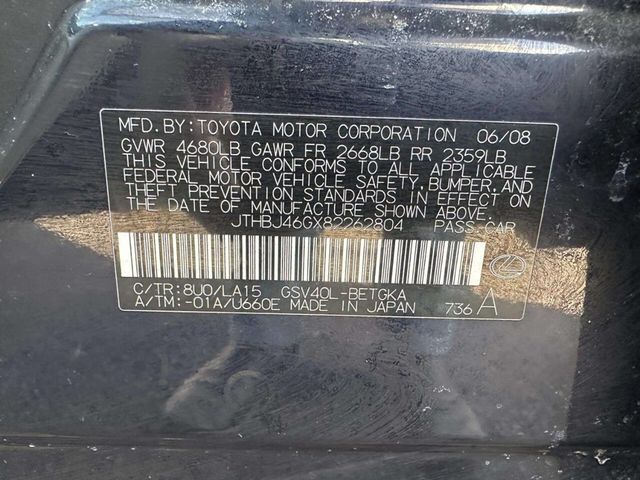 MFD. BY: TOYOTA MOTOR CORPORATION 06/08
GVWR 4680LB GAWR FR 2668LB RR 2359LB
THIS VEHICLE CONFORMS TO ALL APPLICABLE
FEDERAL MOTOR VEHICLE SAFETY, BUMPER, AND
THEFT PREVENTION STANDARDS IN EFFECT ON
THE DATE OF MANUFACTURE SHOWN ABOVE.
JTHBJ46GX82262804 PASS CAR
C/TR: 8U0/LA15 GSV40L-BETGKA
A/TM: -01A/U660E MADE IN JAPAN 736 A